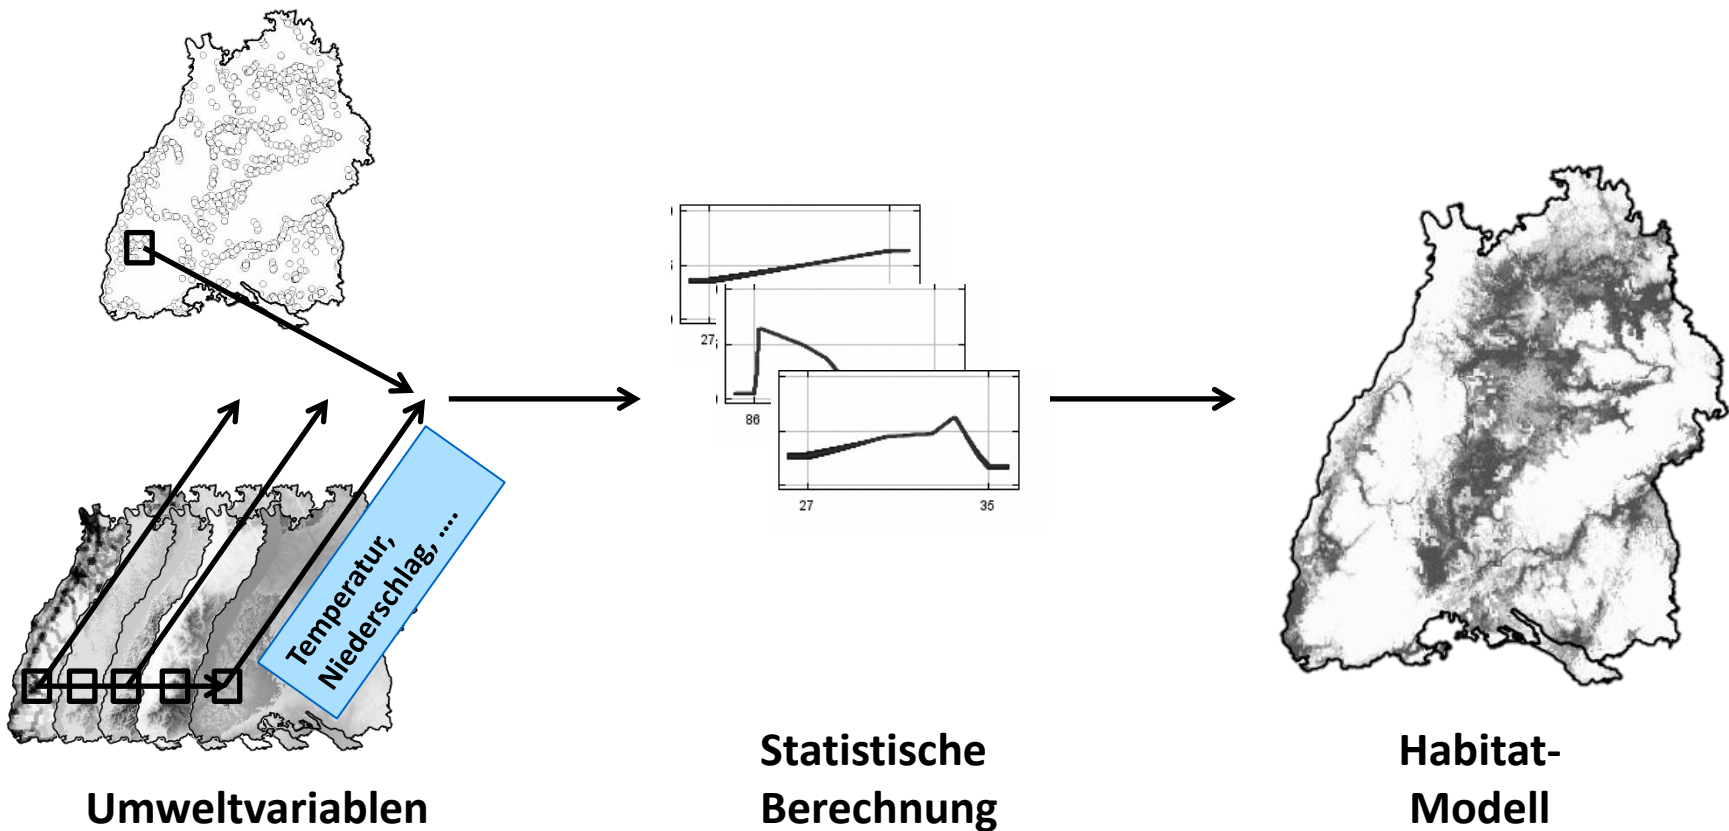 27
86
27
35
Temperatur,
Niederschlag, ....
Umweltvariablen
Statistische
Berechnung
Habitat-
Modell